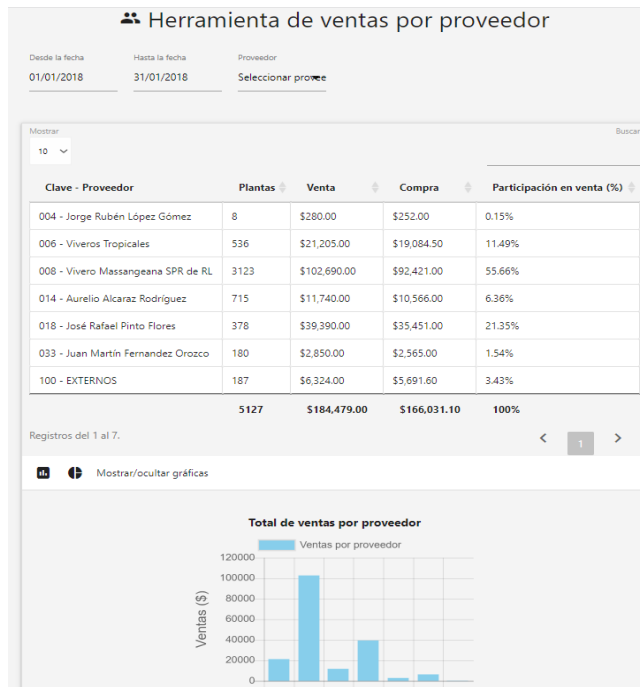 Herramienta de ventas por proveedor
Desde la fecha Hasta la fecha Proveedor
01/01/2018 31/01/2018 Seleccionar provee
Mostrar Buscar
10
Clave - Proveedor Plantas Venta Compra Participación en venta (%)
004 - Jorge Rubén López Gómez 8 $280.00 $252.00 0.15%
006 - Viveros Tropicales 536 $21,205.00 $19,084.50 11.49%
008 - Vivero Massangeana SPR de RL 3123 $102,690.00 $92,421.00 55.66%
014 - Aurelio Alcaraz Rodríguez 715 $11,740.00 $10,566.00 6.36%
018 - José Rafael Pinto Flores 378 $39,390.00 $35,451.00 21.35%
033 - Juan Martín Fernandez Orozco 180 $2,850.00 $2,565.00 1.54%
100 - EXTERNOS 187 $6,324.00 $5,691.60 3.43%
5127 $184,479.00 $166,031.10 100%
Registros del 1 al 7. 1
Mostrar/ocultar gráficas
Total de ventas por proveedor
Ventas por proveedor
120000
100000
80000
60000
40000
20000
0
Ventas ($)